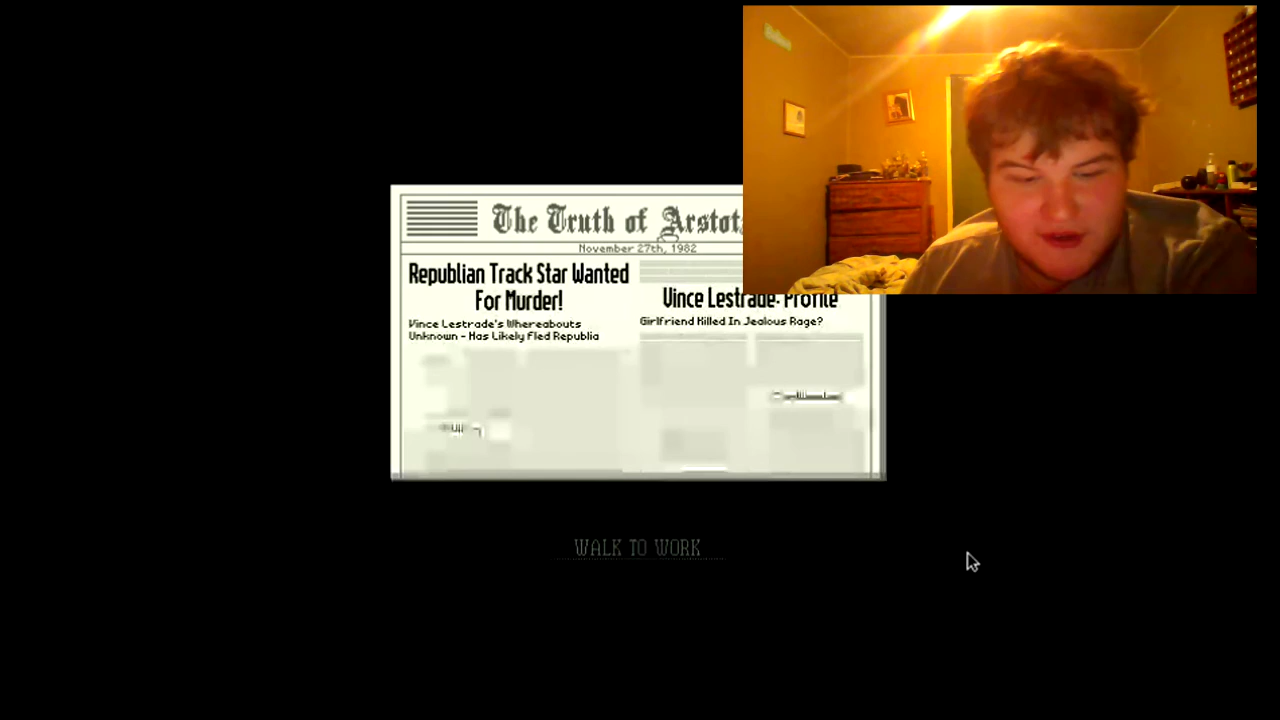 The Truth of Arstotz
November 27th, 1982
Republian Track Star Wanted
For Murder!
Vince Lestrade's Whereabouts
Unknown - Has Likely Fled Republia
Vince Lestrade: Profile
Girlfriend Killed In Jealous Rage?
WALK TO WORK